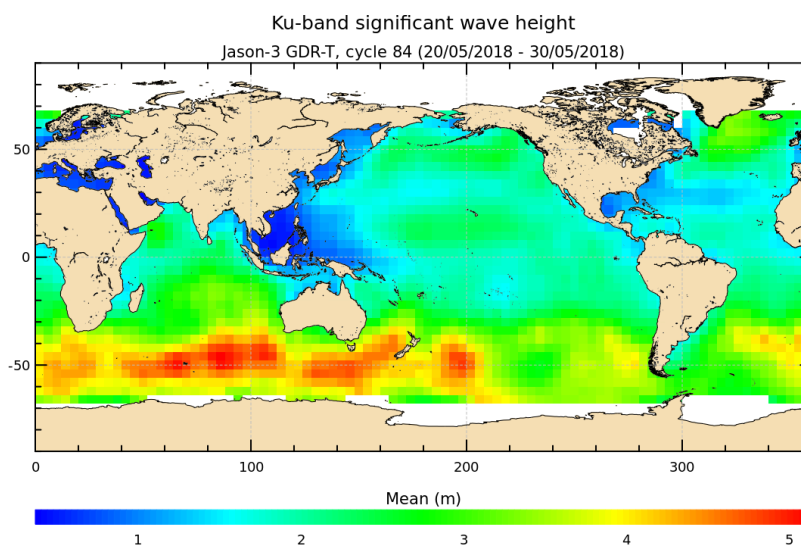 Ku-band significant wave height
Jason-3 GDR-T, cycle 84 (20/05/2018 - 30/05/2018)
50
0
-50
0 100 200 300
Mean (m)
1 2 3 4 5